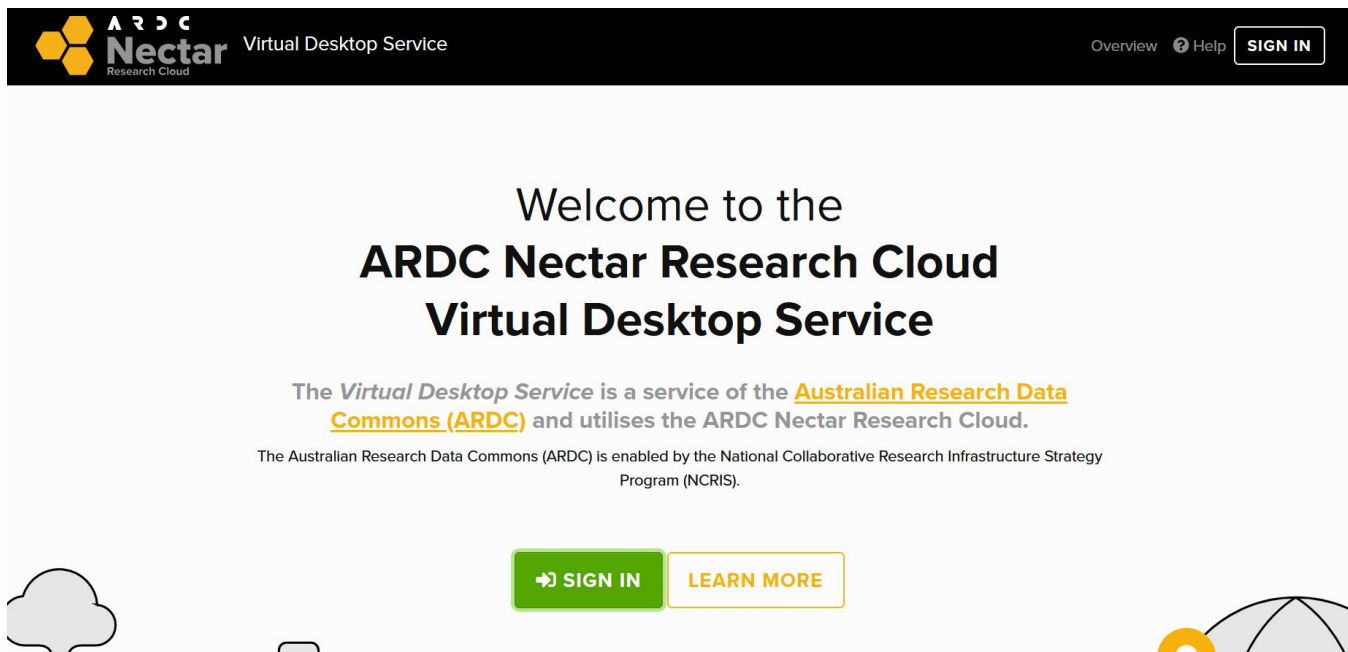 ARDC
Nectar
Research Cloud
Virtual Desktop Service
Overview
Help
SIGN IN
Welcome to the
ARDC Nectar Research Cloud
Virtual Desktop Service
The Virtual Desktop Service is a service of the Australian Research Data
Commons (ARDC) and utilises the ARDC Nectar Research Cloud.
The Australian Research Data Commons (ARDC) is enabled by the National Collaborative Research Infrastructure Strategy
Program (NCRIS).
SIGN IN
LEARN MORE